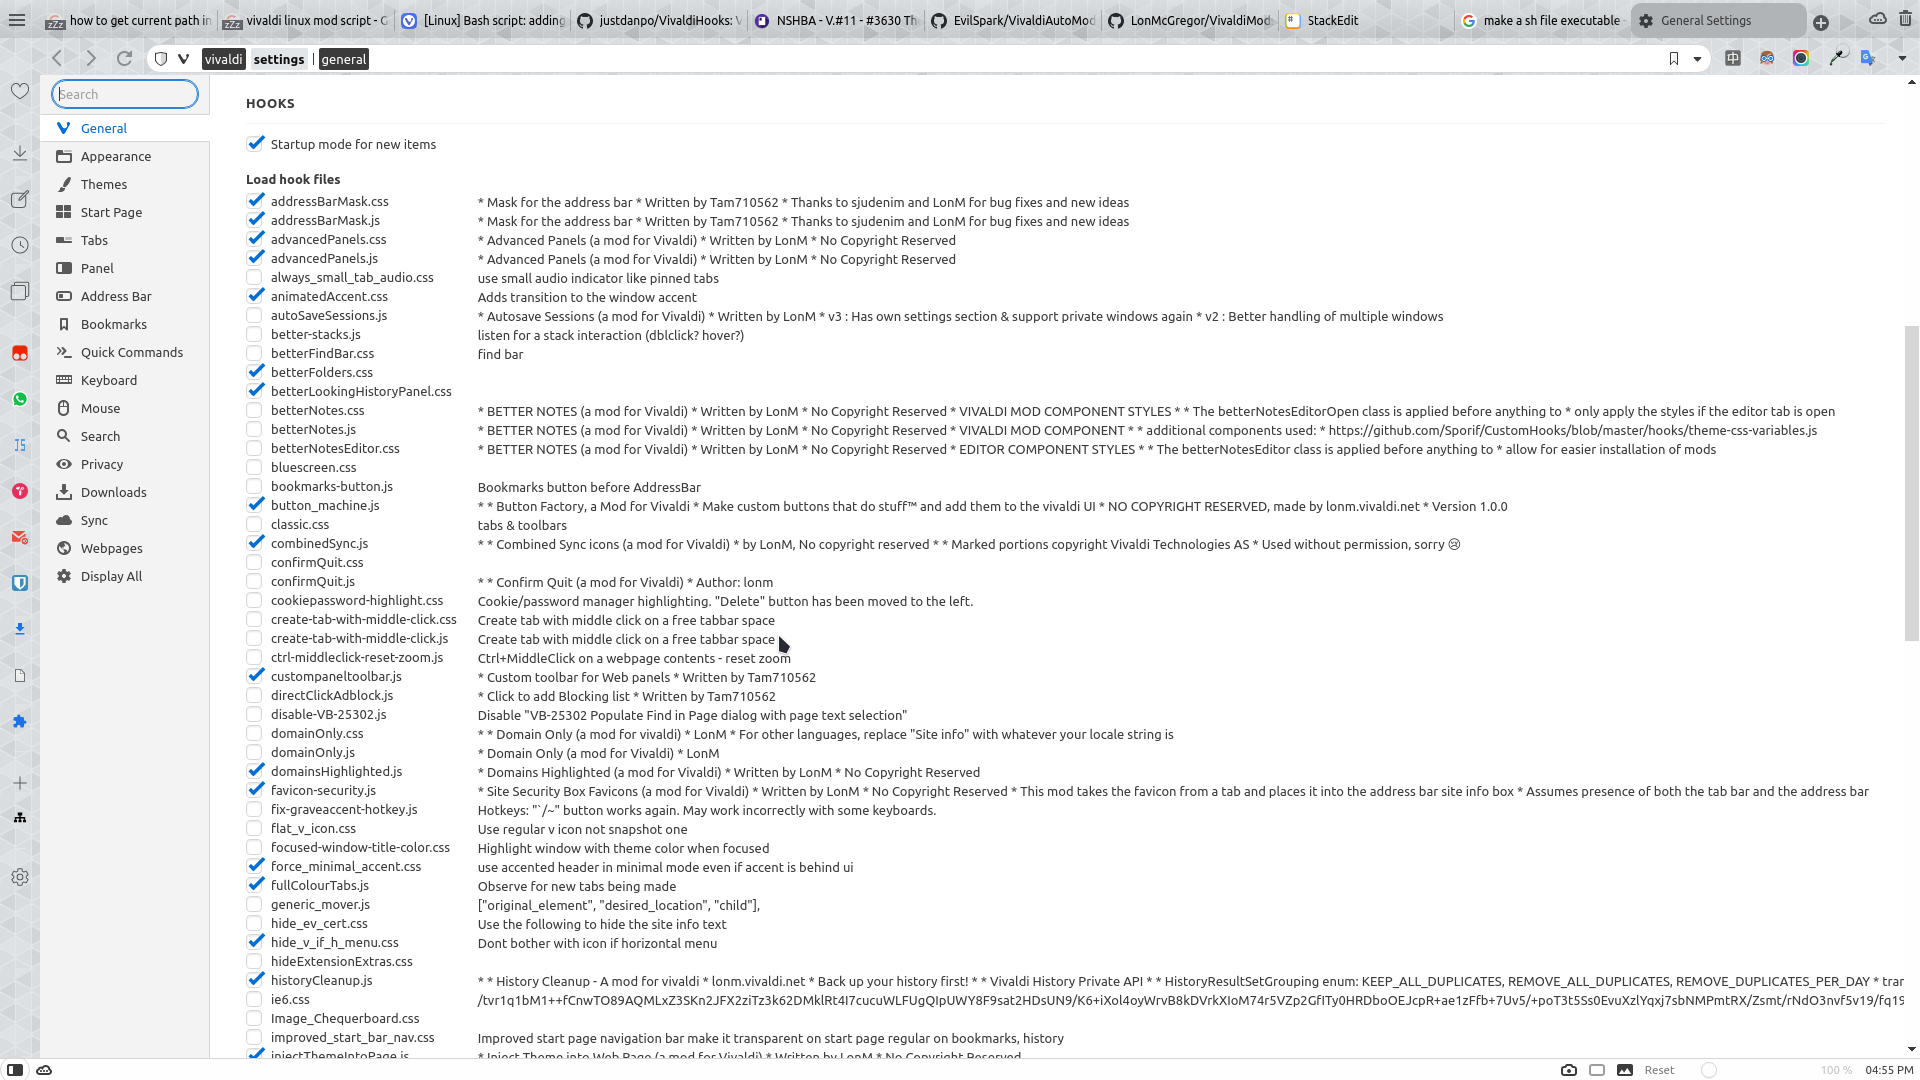 how to get current path in
vivaldi linux mod script - G
[Linux] Bash script: adding
justdanpo/VivaldiHooks: V
NSHBA - V.#11 - #3630 Th
EvilSpark/VivaldiAutoMod
LonMcGregor/VivaldiMod
StackEdit
make a sh file executable
General Settings
vivaldi settings | general
Search
General
Appearance
Themes
Start Page
Tabs
Panel
Address Bar
Bookmarks
Quick Commands
Keyboard
Mouse
Search
Privacy
Downloads
Sync
Webpages
Display All
HOOKS
Startup mode for new items
Load hook files
addressBarMask.css * Mask for the address bar * Written by Tam710562 * Thanks to sjudenim and LonM for bug fixes and new ideas
addressBarMask.js * Mask for the address bar * Written by Tam710562 * Thanks to sjudenim and LonM for bug fixes and new ideas
advancedPanels.css * Advanced Panels (a mod for Vivaldi) * Written by LonM * No Copyright Reserved
advancedPanels.js * Advanced Panels (a mod for Vivaldi) * Written by LonM * No Copyright Reserved
always_small_tab_audio.css use small audio indicator like pinned tabs
animatedAccent.css Adds transition to the window accent
autoSaveSessions.js * Autosave Sessions (a mod for Vivaldi) * Written by LonM * v3 : Has own settings section & support private windows again * v2 : Better handling of multiple windows
better-stacks.js listen for a stack interaction (dblclick? hover?)
betterFindBar.css find bar
betterFolders.css
betterLookingHistoryPanel.css
betterNotes.css * BETTER NOTES (a mod for Vivaldi) * Written by LonM * No Copyright Reserved * VIVALDI MOD COMPONENT STYLES * * The betterNotesEditorOpen class is applied before anything to * only apply the styles if the editor tab is open
betterNotes.js * BETTER NOTES (a mod for Vivaldi) * Written by LonM * No Copyright Reserved * VIVALDI MOD COMPONENT * * additional components used: * https://github.com/Sporif/CustomHooks/blob/master/hooks/theme-css-variables.js
betterNotesEditor.css * BETTER NOTES (a mod for Vivaldi) * Written by LonM * No Copyright Reserved * EDITOR COMPONENT STYLES * * The betterNotesEditor class is applied before anything to * allow for easier installation of mods
bluescreen.css
bookmarks-button.js Bookmarks button before AddressBar
button_machine.js * * Button Factory, a Mod for Vivaldi * Make custom buttons that do stuff™ and add them to the vivaldi UI * NO COPYRIGHT RESERVED, made by lonm.vivaldi.net * Version 1.0.0
classic.css tabs & toolbars
combinedSync.js * * Combined Sync icons (a mod for Vivaldi) * by LonM, No copyright reserved * * Marked portions copyright Vivaldi Technologies AS * Used without permission, sorry 😢
confirmQuit.css
confirmQuit.js * * Confirm Quit (a mod for Vivaldi) * Author: lonm
cookiepassword-highlight.css Cookie/password manager highlighting. "Delete" button has been moved to the left.
create-tab-with-middle-click.css Create tab with middle click on a free tabbar space
create-tab-with-middle-click.js Create tab with middle click on a free tabbar space
ctrl-middleclick-reset-zoom.js Ctrl+MiddleClick on a webpage contents - reset zoom
custompaneltoolbar.js * Custom toolbar for Web panels * Written by Tam710562
directClickAdblock.js * Click to add Blocking list * Written by Tam710562
disable-VB-25302.js Disable "VB-25302 Populate Find in Page dialog with page text selection"
domainOnly.css * * Domain Only (a mod for vivaldi) * LonM * For other languages, replace "Site info" with whatever your locale string is
domainOnly.js * Domain Only (a mod for Vivaldi) * LonM
domainsHighlighted.js * Domains Highlighted (a mod for Vivaldi) * Written by LonM * No Copyright Reserved
favicon-security.js * Site Security Box Favicons (a mod for Vivaldi) * Written by LonM * No Copyright Reserved * This mod takes the favicon from a tab and places it into the address bar site info box * Assumes presence of both the tab bar and the address bar
fix-graveaccent-hotkey.js Hotkeys: "`/~" button works again. May work incorrectly with some keyboards.
flat_v_icon.css Use regular v icon not snapshot one
focused-window-title-color.css Highlight window with theme color when focused
force_minimal_accent.css use accented header in minimal mode even if accent is behind ui
fullColourTabs.js Observe for new tabs being made
generic_mover.js ["original_element", "desired_location", "child"],
hide_ev_cert.css Use the following to hide the site info text
hide_v_if_h_menu.css Dont bother with icon if horizontal menu
hideExtensionExtras.css
historyCleanup.js * * History Cleanup - A mod for vivaldi * lonm.vivaldi.net * Back up your history first! * * Vivaldi History Private API * * HistoryResultSetGrouping enum: KEEP_ALL_DUPLICATES, REMOVE_ALL_DUPLICATES, REMOVE_DUPLICATES_PER_DAY * tran
ie6.css
Image_Chequerboard.css
improved_start_bar_nav.css Improved start page navigation bar make it transparent on start page regular on bookmarks, history
injectThemeIntoPage.js * Inject Theme into Web Page (a mod for Vivaldi) * Written by LonM * No Copyright Reserved
Reset
100 %
04:55 PM